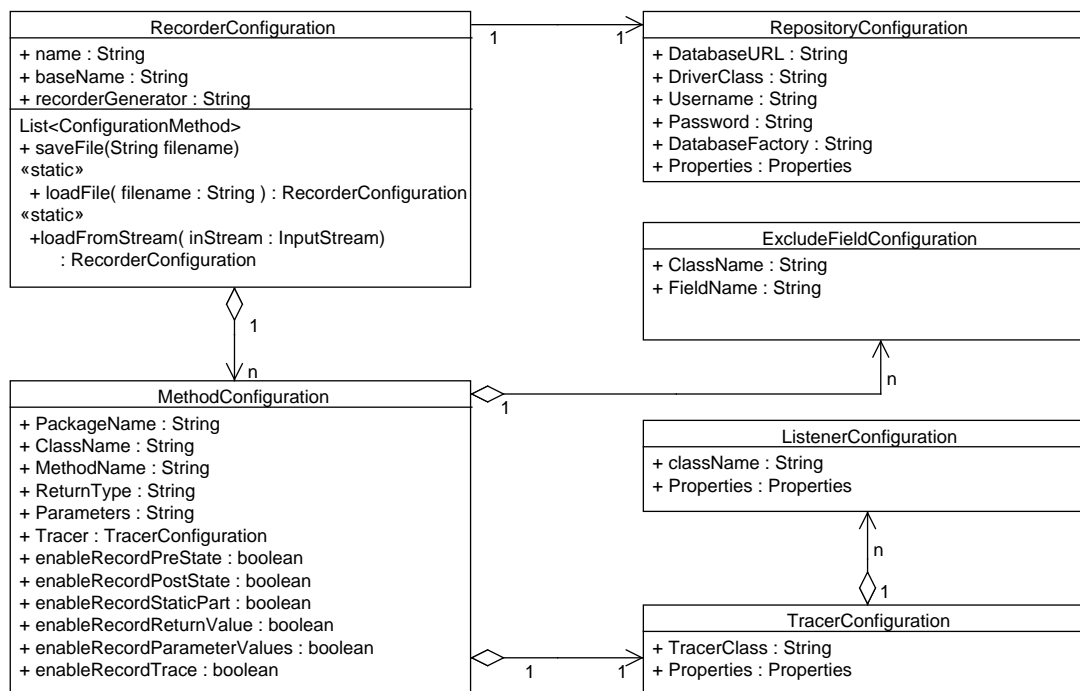 RecorderConfiguration
+ name : String
+ baseName : String
+ recorderGenerator : String
List<ConfigurationMethod>
+ saveFile(String filename)
«static»
+ loadFile( filename : String ) : RecorderConfiguration
«static»
+loadFromStream( inStream : InputStream)
: RecorderConfiguration
1
1
RepositoryConfiguration
+ DatabaseURL : String
+ DriverClass : String
+ Username : String
+ Password : String
+ DatabaseFactory : String
+ Properties : Properties
ExcludeFieldConfiguration
+ ClassName : String
+ FieldName : String
1
n
MethodConfiguration
+ PackageName : String
+ ClassName : String
+ MethodName : String
+ ReturnType : String
+ Parameters : String
+ Tracer : TracerConfiguration
+ enableRecordPreState : boolean
+ enableRecordPostState : boolean
+ enableRecordStaticPart : boolean
+ enableRecordReturnValue : boolean
+ enableRecordParameterValues : boolean
+ enableRecordTrace : boolean
1
n
ListenerConfiguration
+ className : String
+ Properties : Properties
n
1
TracerConfiguration
+ TracerClass : String
+ Properties : Properties
1
1